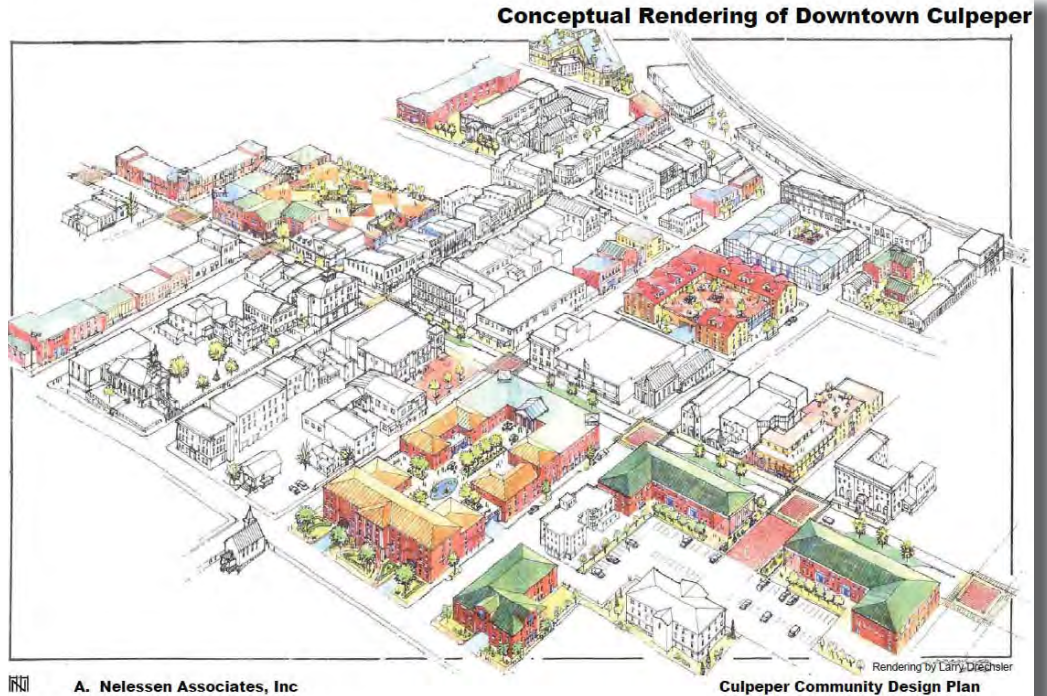 Conceptual Rendering of Downtown Culpeper
Rendering by Larry Drechsler
A. Nelessen Associates, Inc
Culpeper Community Design Plan